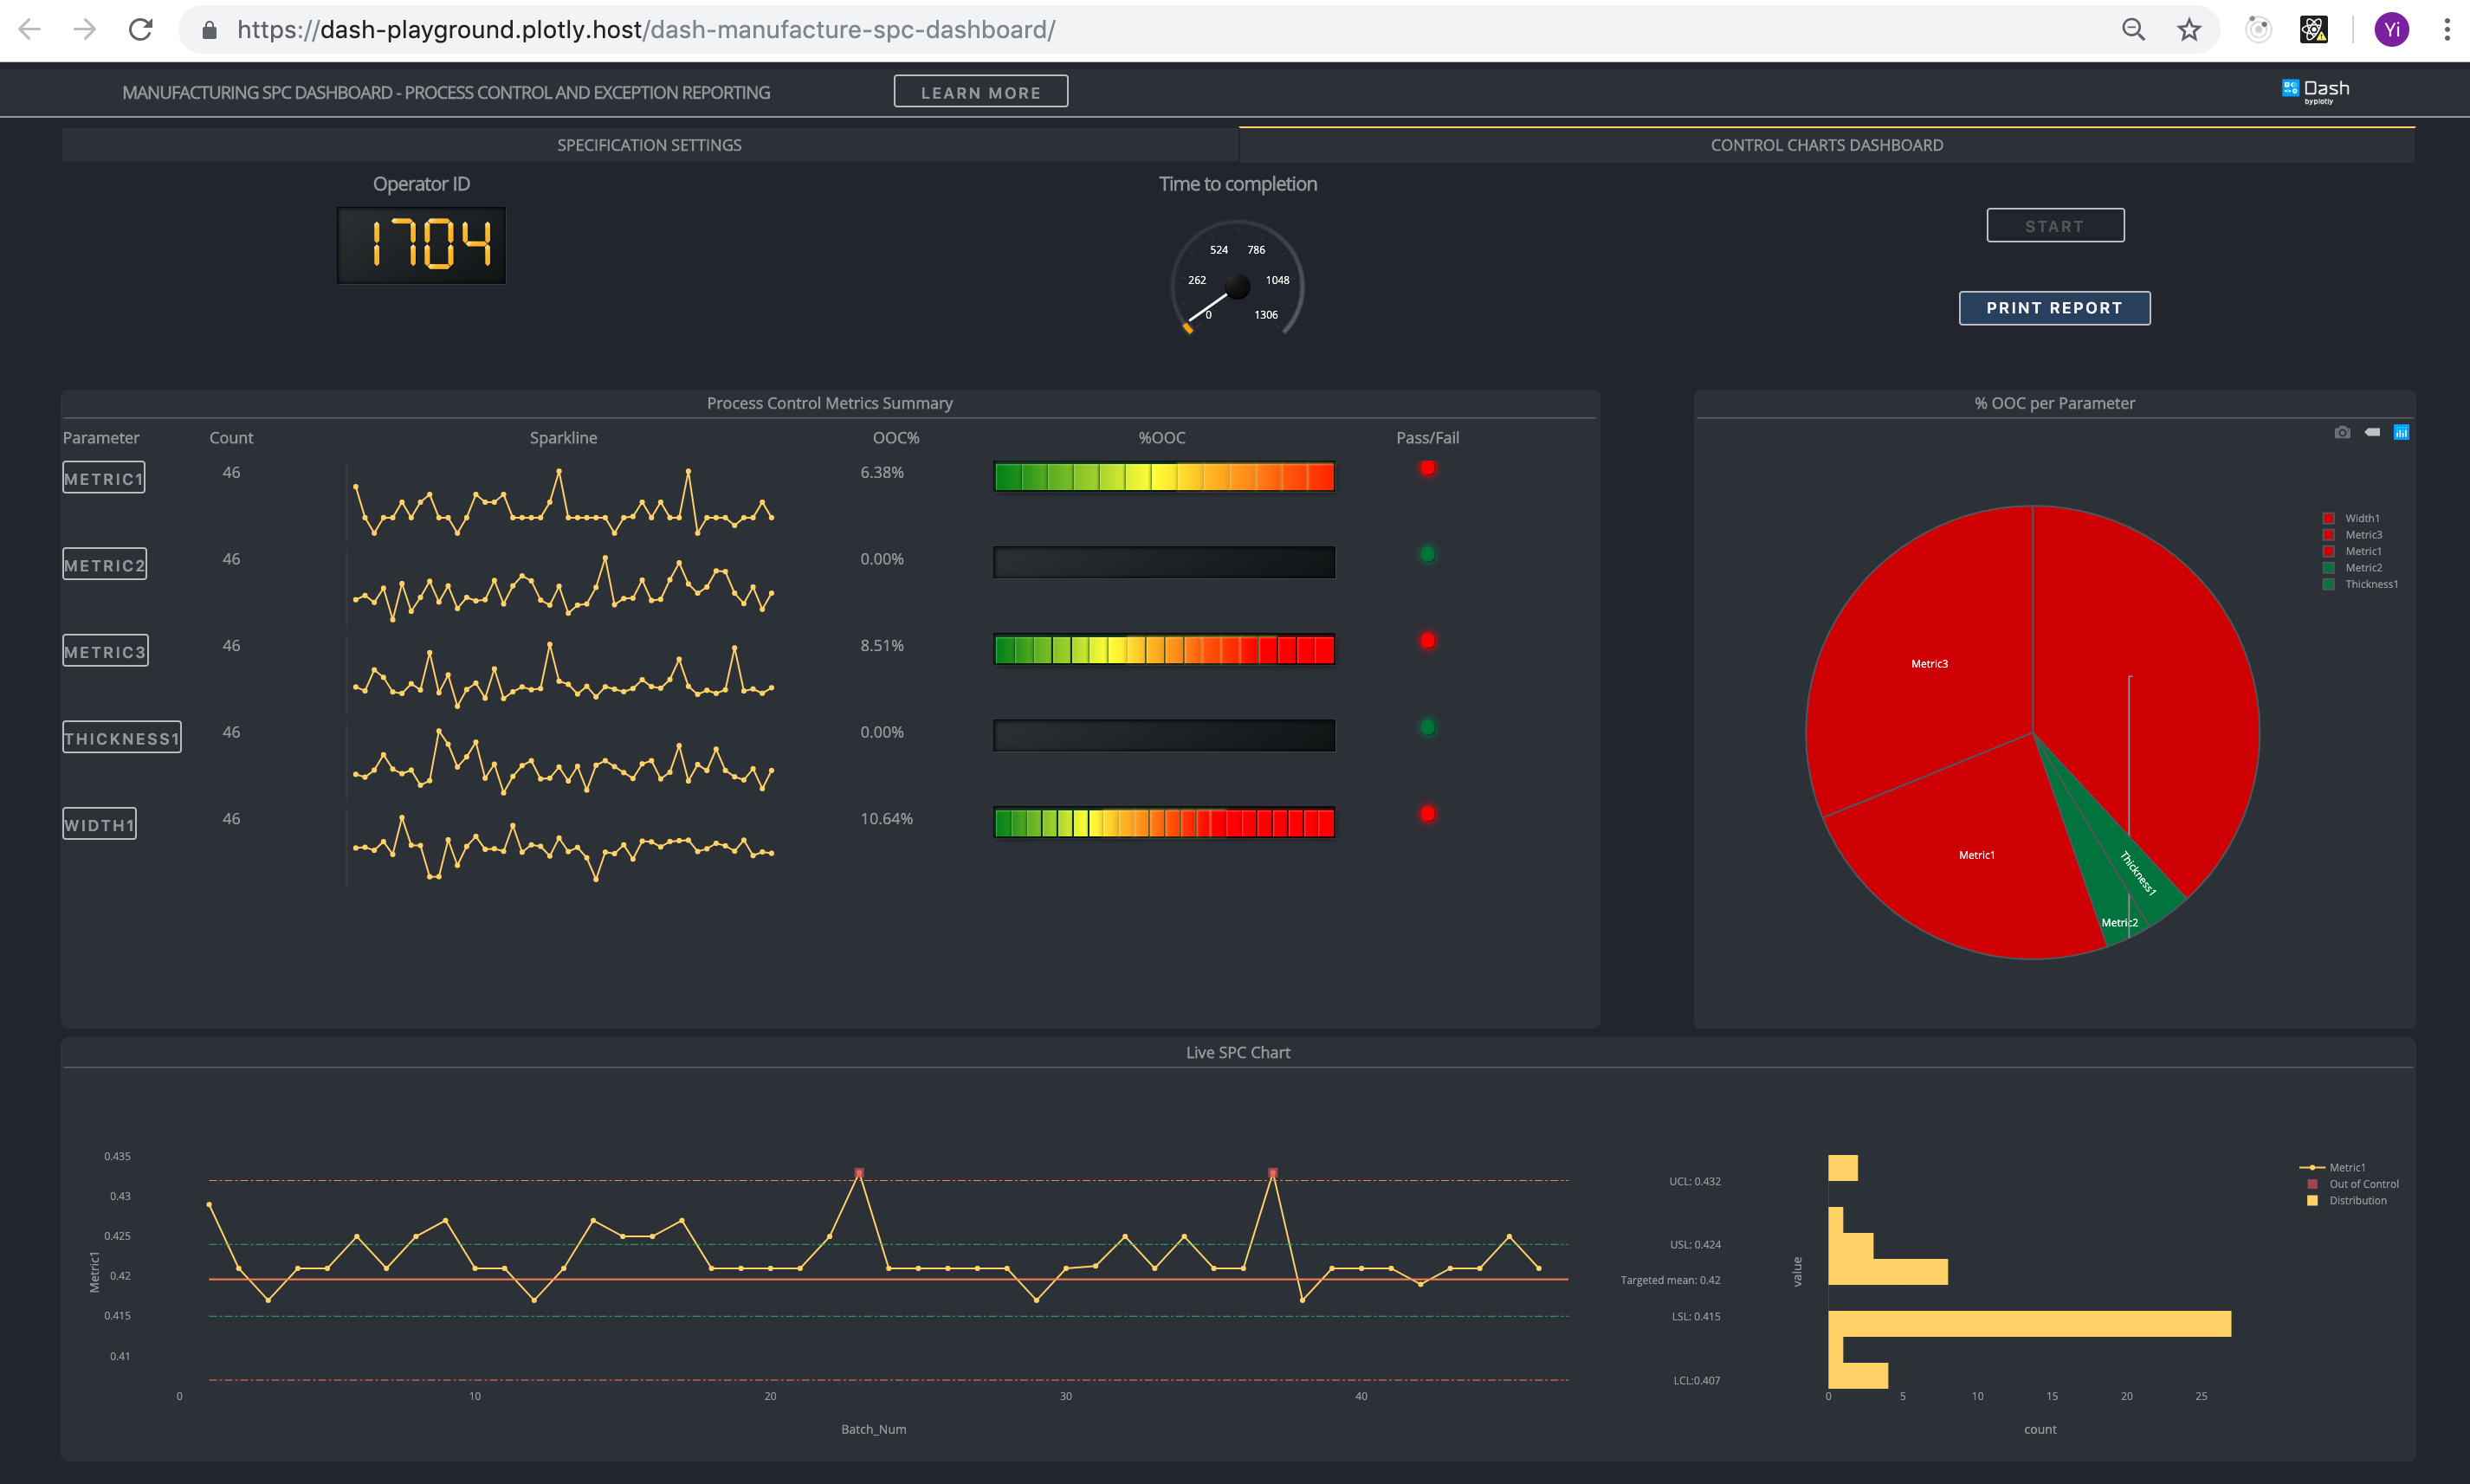 https://dash-playground.plotly.host/dash-manufacture-spc-dashboard/
Yi
MANUFACTURING SPC DASHBOARD - PROCESS CONTROL AND EXCEPTION REPORTING
LEARN MORE
Dash
by plotly
SPECIFICATION SETTINGS
CONTROL CHARTS DASHBOARD
Operator ID
1704
Time to completion
524 786
262 1048
0 1306
START
PRINT REPORT
Process Control Metrics Summary
Parameter Count Sparkline OOC% %OOC Pass/Fail
METRIC1 46 6.38%
METRIC2 46 0.00%
METRIC3 46 8.51%
THICKNESS1 46 0.00%
WIDTH1 46 10.64%
% OOC per Parameter
Width1
Metric3
Metric1
Metric2
Thickness1
Metric3
Metric1
Thickness1
Metric2
Live SPC Chart
0.435
0.43
0.425
0.42
0.415
0.41
Metric1
0 10 20 30 40
Batch_Num
UCL: 0.432
USL: 0.424
Targeted mean: 0.42
LSL: 0.415
LCL:0.407
value
0 5 10 15 20 25
count
Metric1
Out of Control
Distribution